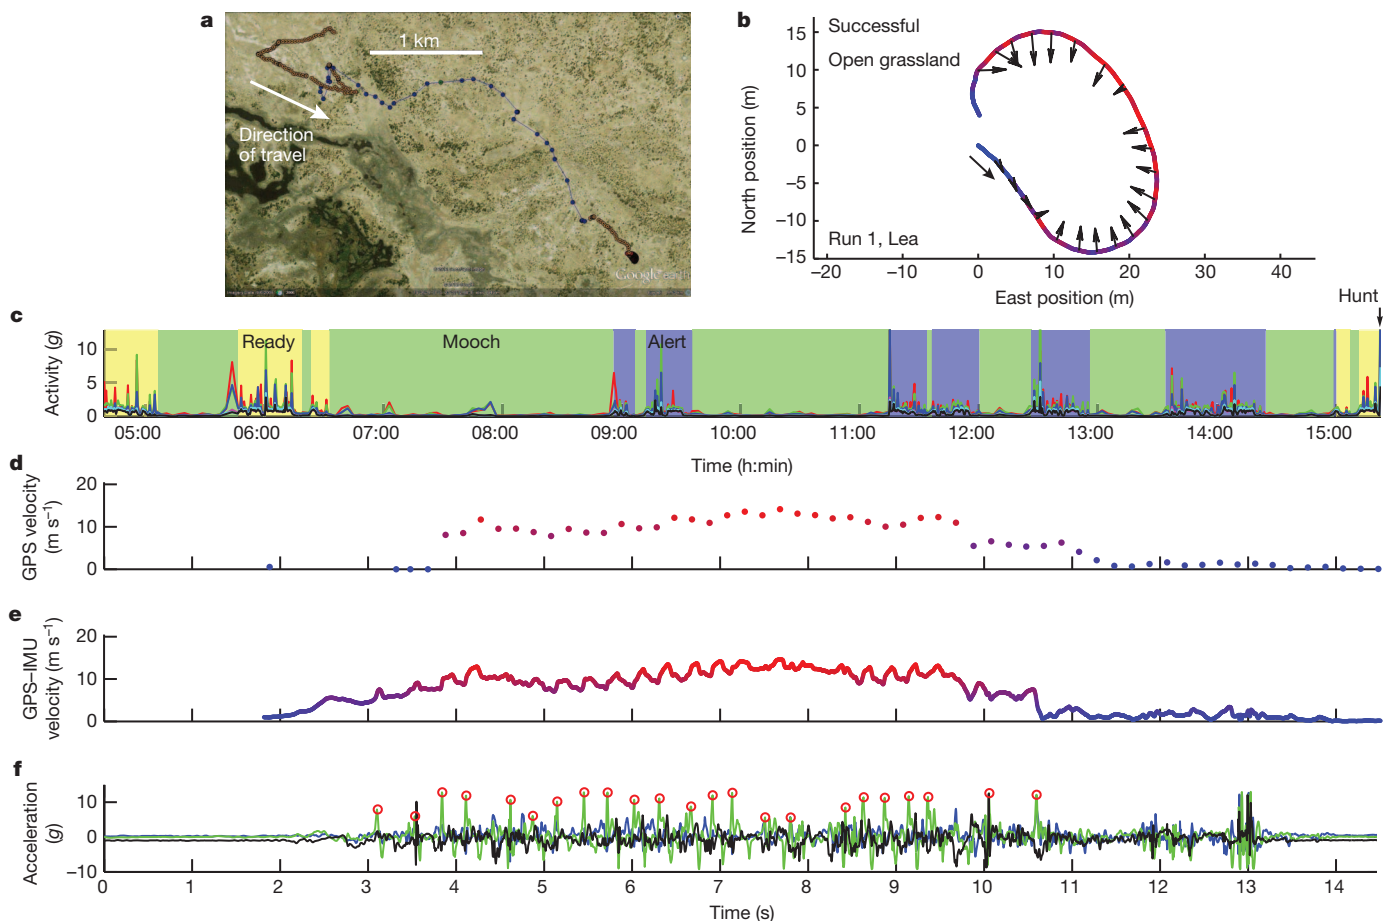 a
1 km
Direction
of travel
Google earth
b
Successful
Open grassland
Run 1, Lea
North position (m)
15
10
5
0
−5
−10
−15
−20
−10
0
10
20
30
40
East position (m)
c
Hunt
Activity (g)
10
5
0
Ready
Mooch
Alert
05:00
06:00
07:00
08:00
09:00
10:00
11:00
12:00
13:00
14:00
15:00
Time (h:min)
d
GPS velocity
(m s⁻¹)
20
10
0
e
GPS–IMU
velocity (m s⁻¹)
20
10
0
f
Acceleration
(g)
10
0
−10
0
1
2
3
4
5
6
7
8
9
10
11
12
13
14
Time (s)